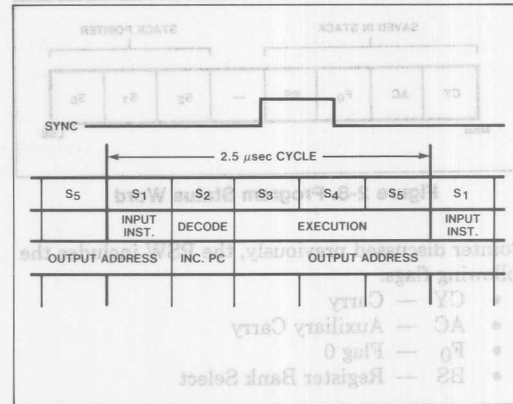 SAVED IN STACK STACK POINTER
CY AC F0 BS — S2 S1 S0
SYNC
2.5 μsec CYCLE
S5 S1 S2 S3 S4 S5 S1
Figure 2-8. Program Status Word
INPUT INST. DECODE EXECUTION INPUT INST.
OUTPUT ADDRESS INC. PC OUTPUT ADDRESS
Pointer discussed previously, the PSW includes the
following flags:
• CY — Carry
• AC — Auxiliary Carry
• F0 — Flag 0
• BS — Register Bank Select